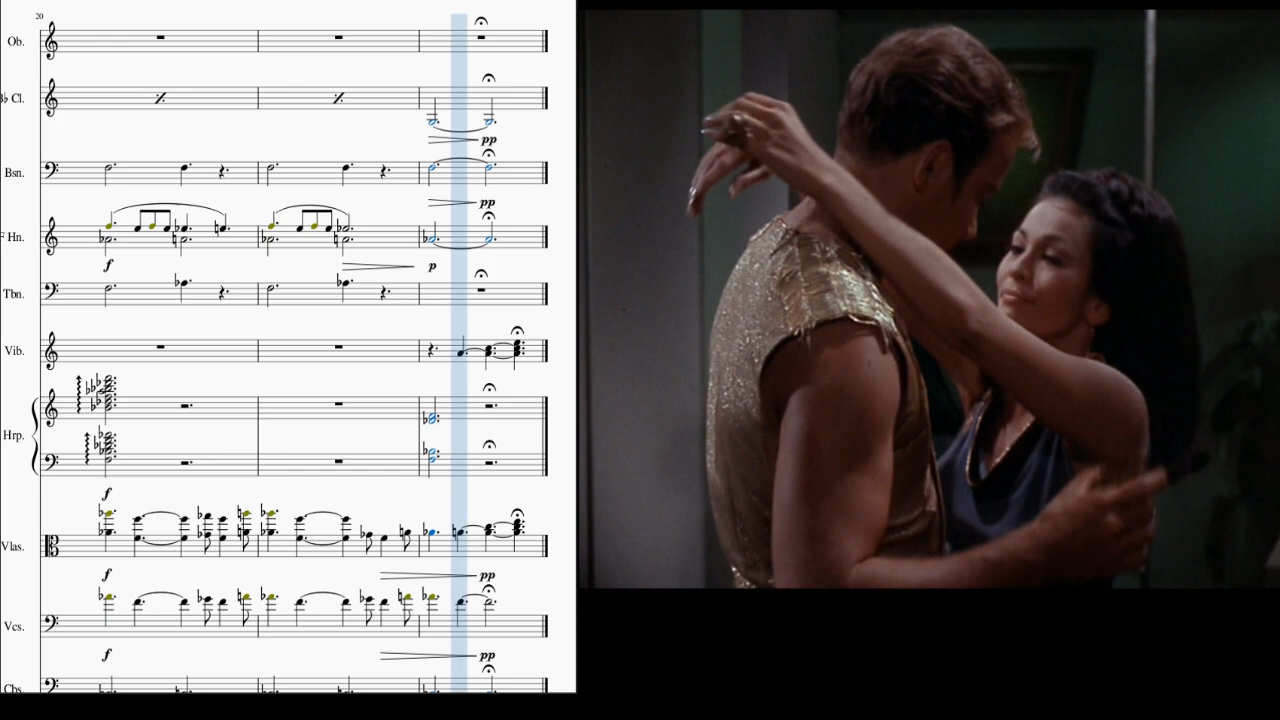 20
Ob.
B♭ Cl.
pp
Bsn.
pp
F Hn.
f
p
Tbn.
Vib.
Hrp.
f
Vlas.
f
pp
Vcs.
f
pp
Cbs.